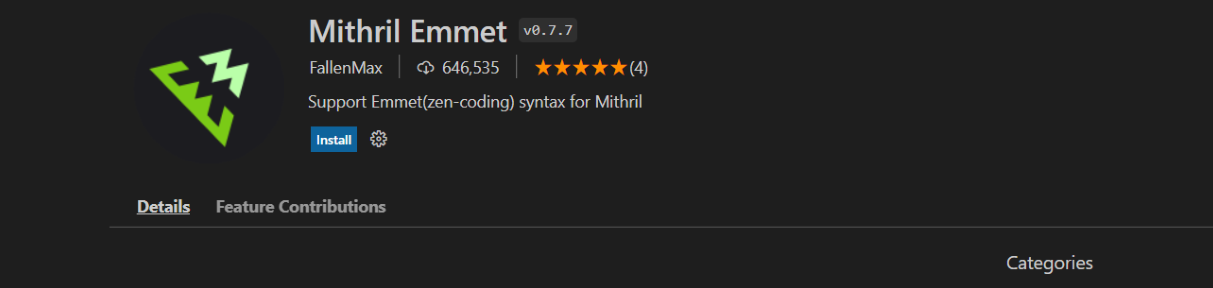 Mithril Emmet v0.7.7
FallenMax 646,535 (4)
Support Emmet(zen-coding) syntax for Mithril
Install
Details Feature Contributions
Categories